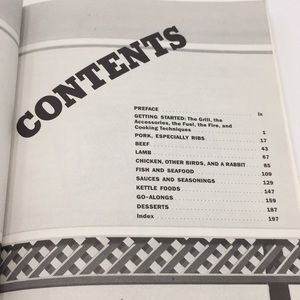 CONTENTS
PREFACE ix
GETTING STARTED: The Grill, the
Accessories, the Fuel, the Fire, and
Cooking Techniques 1
PORK, ESPECIALLY RIBS 17
BEEF 43
LAMB 67
CHICKEN, OTHER BIRDS, AND A RABBIT 85
FISH AND SEAFOOD 109
SAUCES AND SEASONINGS 129
KETTLE FOODS 147
GO-ALONGS 159
DESSERTS 187
Index 197